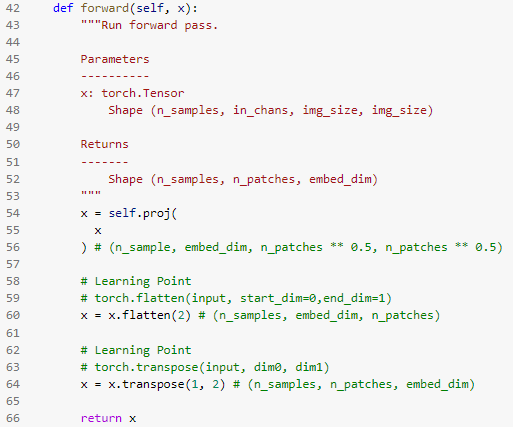 42 def forward(self, x):
43 """Run forward pass.
44
45 Parameters
46 ----------
47 x: torch.Tensor
48 Shape (n_samples, in_chans, img_size, img_size)
49
50 Returns
51 -------
52 Shape (n_samples, n_patches, embed_dim)
53 """
54 x = self.proj(
55 x
56 ) # (n_sample, embed_dim, n_patches ** 0.5, n_patches ** 0.5)
57
58 # Learning Point
59 # torch.flatten(input, start_dim=0,end_dim=1)
60 x = x.flatten(2) # (n_samples, embed_dim, n_patches)
61
62 # Learning Point
63 # torch.transpose(input, dim0, dim1)
64 x = x.transpose(1, 2) # (n_samples, n_patches, embed_dim)
65
66 return x